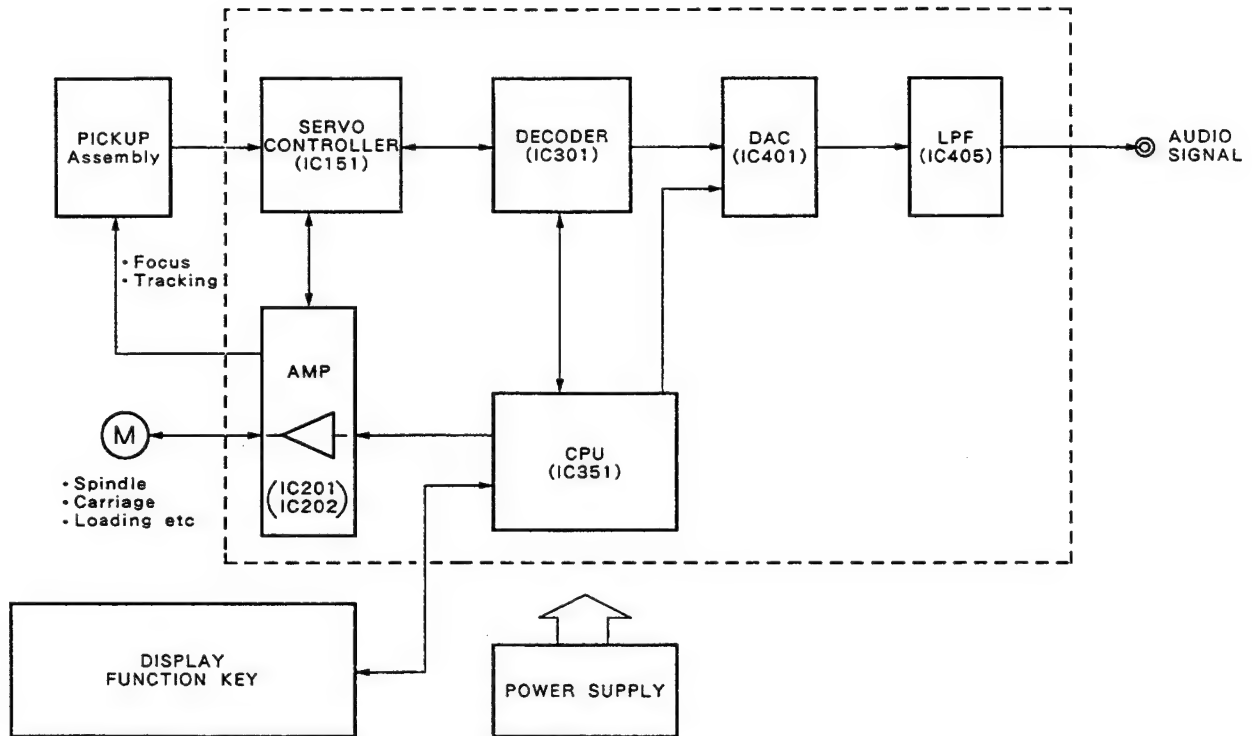 PICKUP
Assembly
SERVO
CONTROLLER
(IC151)
DECODER
(IC301)
DAC
(IC401)
LPF
(IC405)
AUDIO
SIGNAL
• Focus
• Tracking
AMP
(IC201
IC202)
M
• Spindle
• Carriage
• Loading etc
CPU
(IC351)
DISPLAY
FUNCTION KEY
POWER SUPPLY